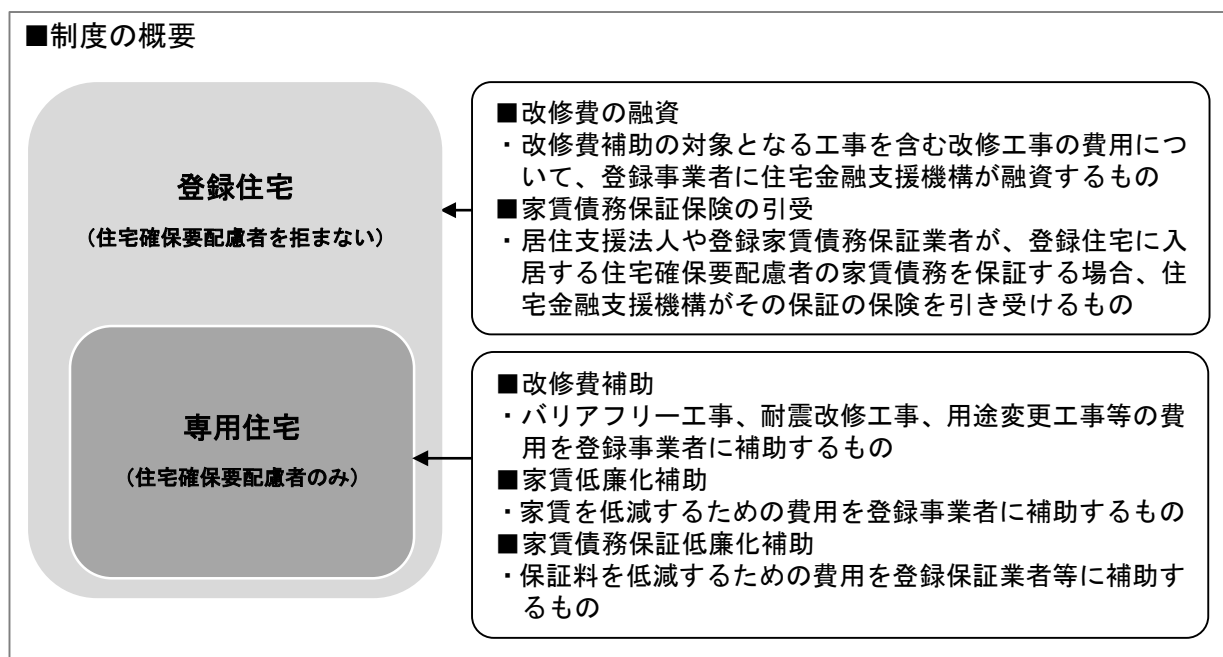 ■制度の概要
登録住宅
(住宅確保要配慮者を拒まない)
専用住宅
(住宅確保要配慮者のみ)
■改修費の融資
・改修費補助の対象となる工事を含む改修工事の費用につ
いて、登録事業者に住宅金融支援機構が融資するもの
■家賃債務保証保険の引受
・居住支援法人や登録家賃債務保証業者が、登録住宅に入
居する住宅確保要配慮者の家賃債務を保証する場合、住
宅金融支援機構がその保証の保険を引き受けるもの
■改修費補助
・バリアフリー工事、耐震改修工事、用途変更工事等の費
用を登録事業者に補助するもの
■家賃低廉化補助
・家賃を低減するための費用を登録事業者に補助するもの
■家賃債務保証低廉化補助
・保証料を低減するための費用を登録保証業者等に補助す
るもの